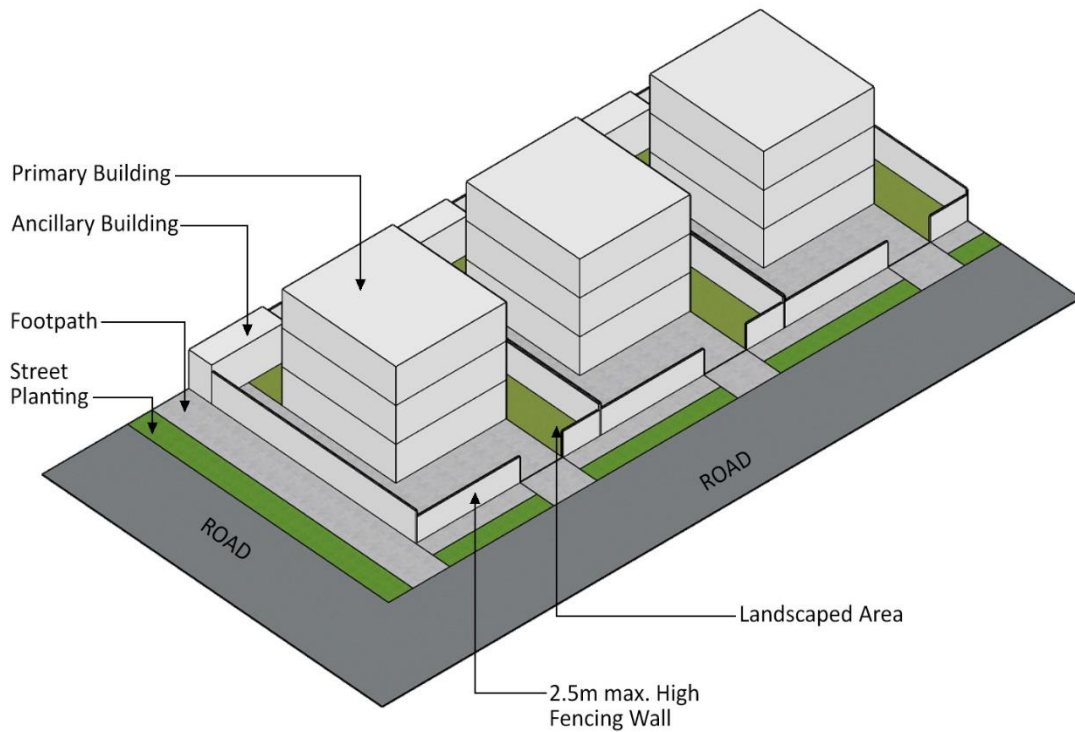 Primary Building
Ancillary Building
Footpath
Street
Planting
ROAD
ROAD
Landscaped Area
2.5m max. High
Fencing Wall